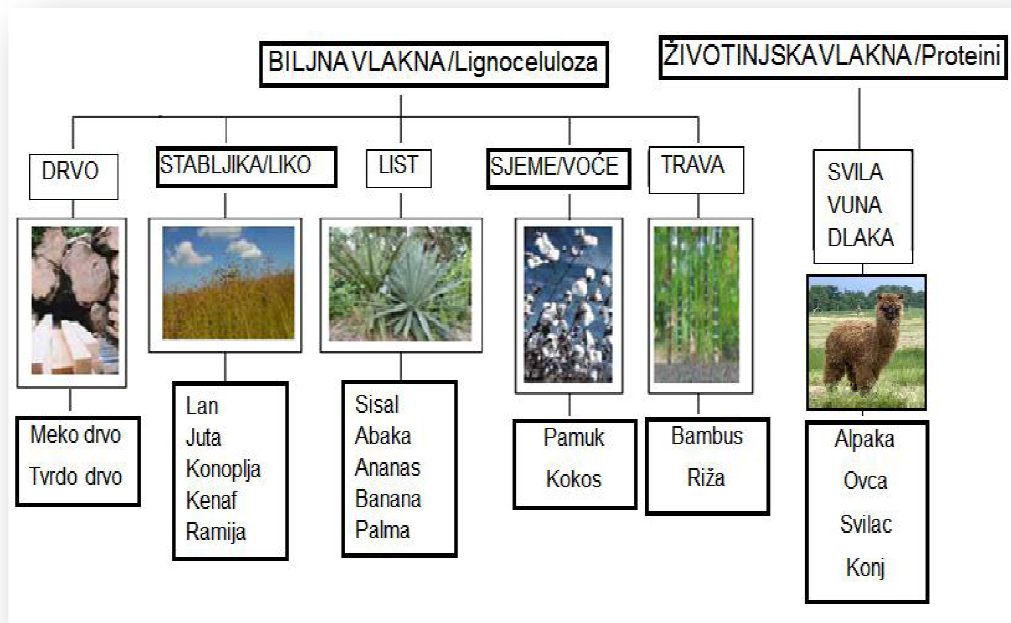 BILJNA VLAKNA/Lignoceluloza
ŽIVOTINJSKA VLAKNA/Proteini
DRVO
STABLJIKA/LIKO
LIST
SJEME/VOĆE
TRAVA
SVILA
VUNA
DLAKA
Meko drvo
Tvrdo drvo
Lan
Juta
Konoplja
Kenaf
Ramija
Sisal
Abaka
Ananas
Banana
Palma
Pamuk
Kokos
Bambus
Riža
Alpaka
Ovca
Svilac
Konj